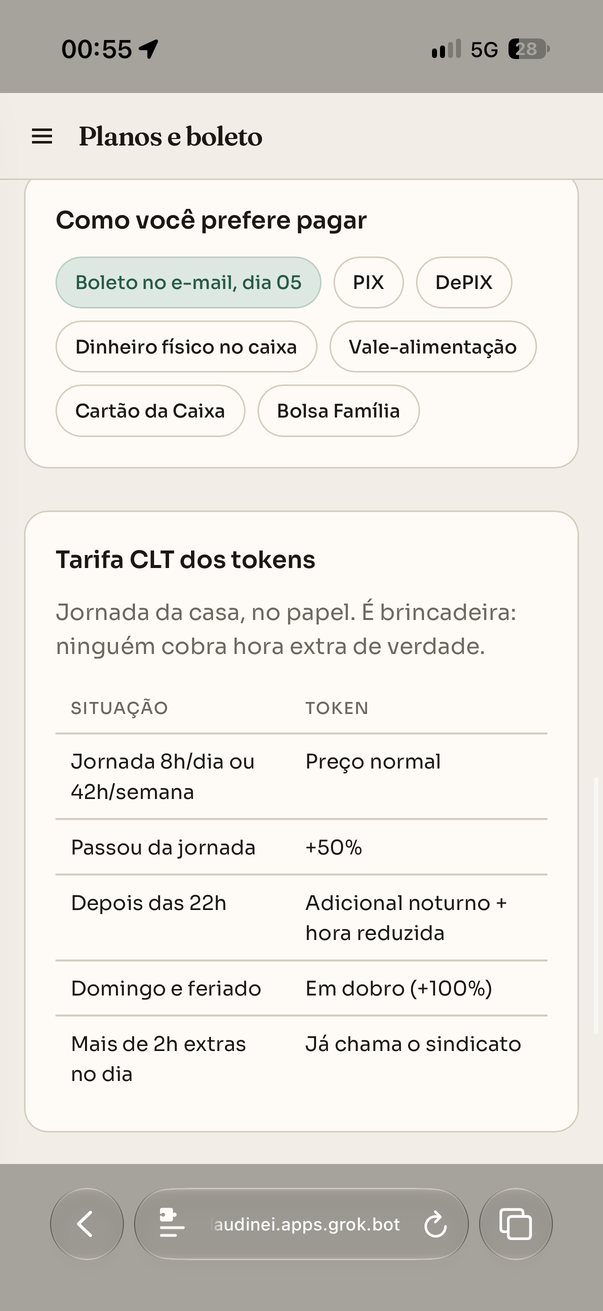 00:55
5G
28
Planos e boleto
Como você prefere pagar
Boleto no e-mail, dia 05
PIX
DePIX
Dinheiro físico no caixa
Vale-alimentação
Cartão da Caixa
Bolsa Família
Tarifa CLT dos tokens
Jornada da casa, no papel. É brincadeira:
ninguém cobra hora extra de verdade.
SITUAÇÃO
TOKEN
Jornada 8h/dia ou
42h/semana
Preço normal
Passou da jornada
+50%
Depois das 22h
Adicional noturno +
hora reduzida
Domingo e feriado
Em dobro (+100%)
Mais de 2h extras
no dia
Já chama o sindicato
audinei.apps.grok.bot